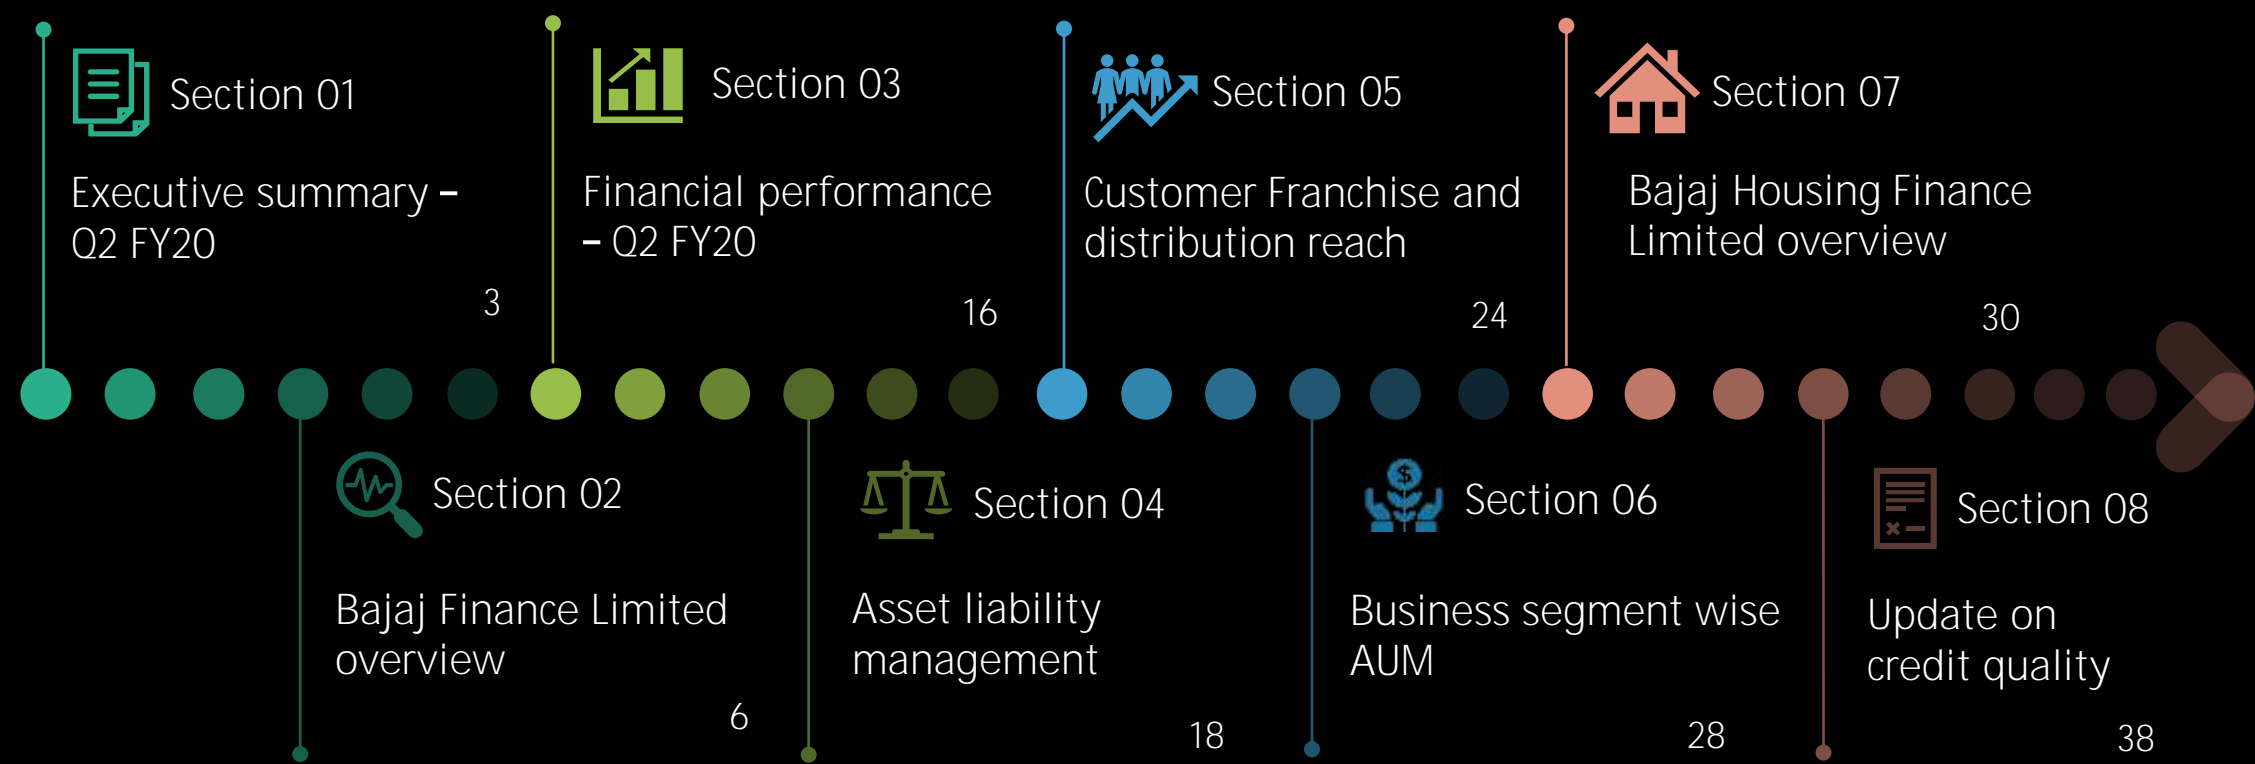 Section 01
Executive summary –
Q2 FY20
3
Section 02
Bajaj Finance Limited
overview
6
Section 03
Financial performance
– Q2 FY20
16
Section 04
Asset liability
management
18
Section 05
Customer Franchise and
distribution reach
24
Section 06
Business segment wise
AUM
28
Section 07
Bajaj Housing Finance
Limited overview
30
Section 08
Update on
credit quality
38